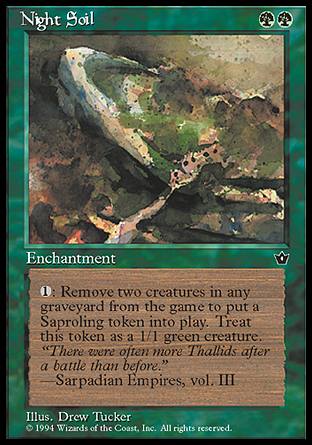 Night Soil
Enchantment
1: Remove two creatures in any
graveyard from the game to put a
Saproling token into play. Treat
this token as a 1/1 green creature.
"There were often more Thallids after
a battle than before."
—Sarpadian Empires, vol. III
Illus. Drew Tucker
© 1994 Wizards of the Coast, Inc. All rights reserved.